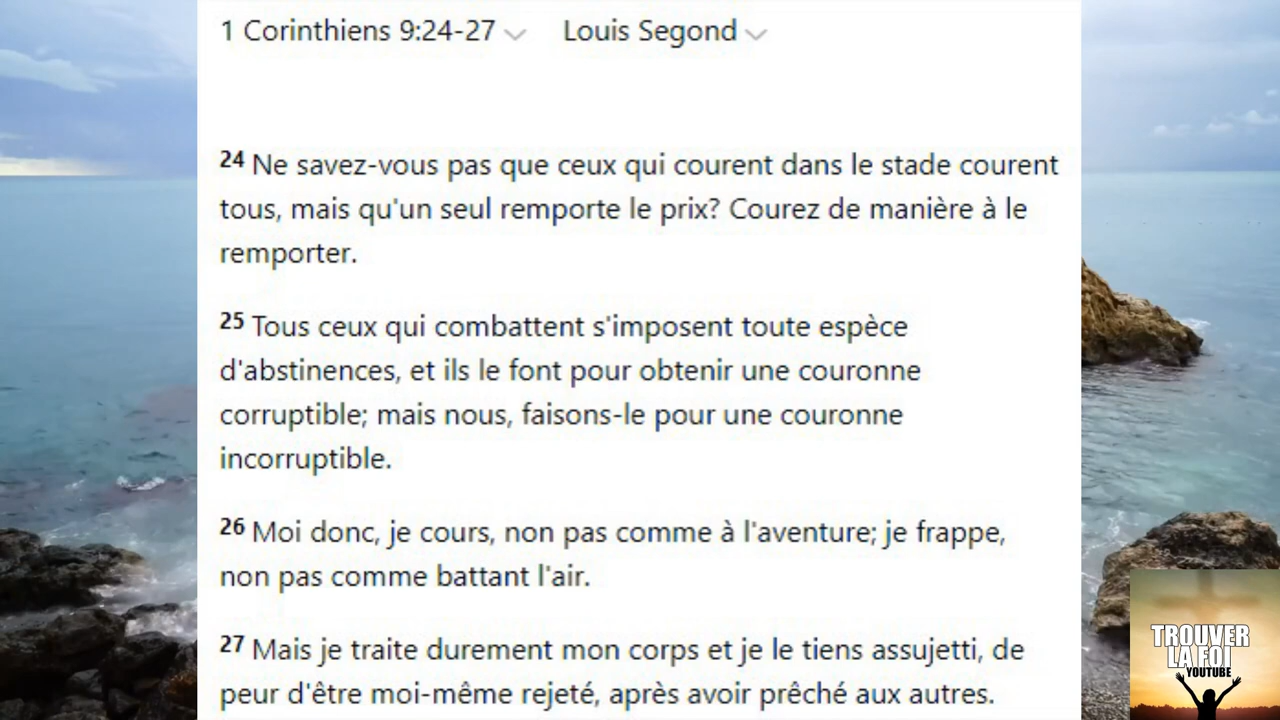 1 Corinthiens 9:24-27 Louis Segond
24 Ne savez-vous pas que ceux qui courent dans le stade courent
tous, mais qu'un seul remporte le prix? Courez de manière à le
remporter.
25 Tous ceux qui combattent s'imposent toute espèce
d'abstinences, et ils le font pour obtenir une couronne
corruptible; mais nous, faisons-le pour une couronne
incorruptible.
26 Moi donc, je cours, non pas comme à l'aventure; je frappe,
non pas comme battant l'air.
27 Mais je traite durement mon corps et je le tiens assujetti, de
peur d'être moi-même rejeté, après avoir prêché aux autres.
TROUVER
LA FOI
YOUTUBE